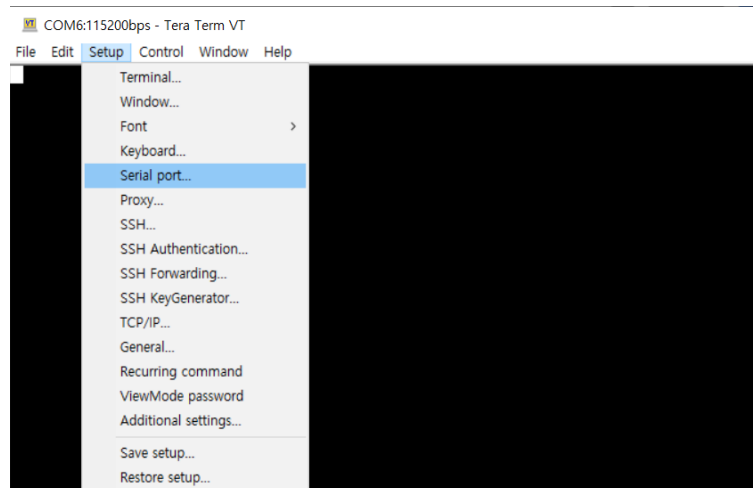 COM6:115200bps - Tera Term VT
File Edit Setup Control Window Help
Terminal...
Window...
Font >
Keyboard...
Serial port...
Proxy...
SSH...
SSH Authentication...
SSH Forwarding...
SSH KeyGenerator...
TCP/IP...
General...
Recurring command
ViewMode password
Additional settings...
Save setup...
Restore setup...